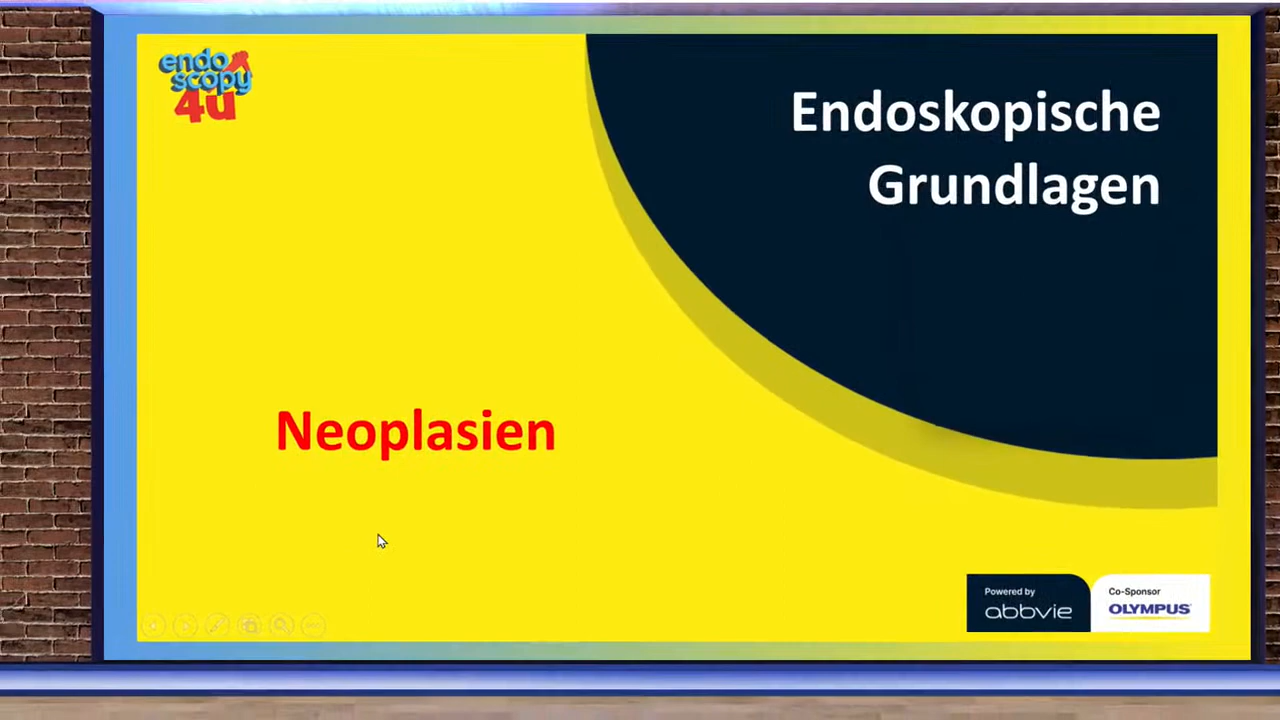 endo
scopy
4u
Endoskopische
Grundlagen
Neoplasien
Powered by
abbvie
Co-Sponsor
OLYMPUS